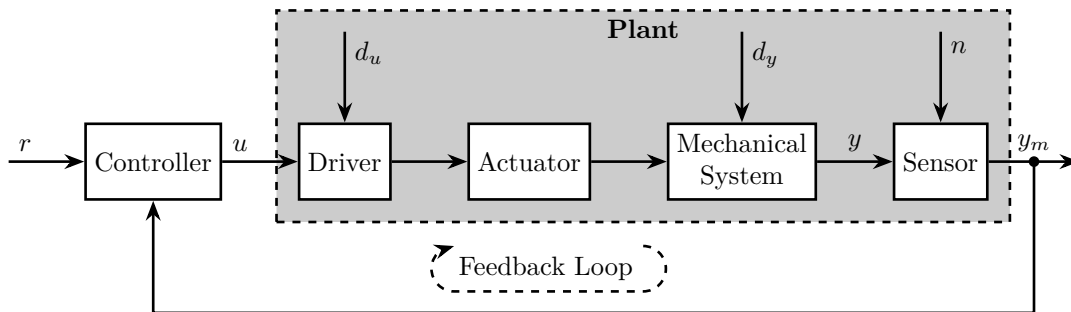 Plant
d_u
d_y
n
r
Controller
u
Driver
Actuator
Mechanical
System
y
Sensor
y_m
Feedback Loop